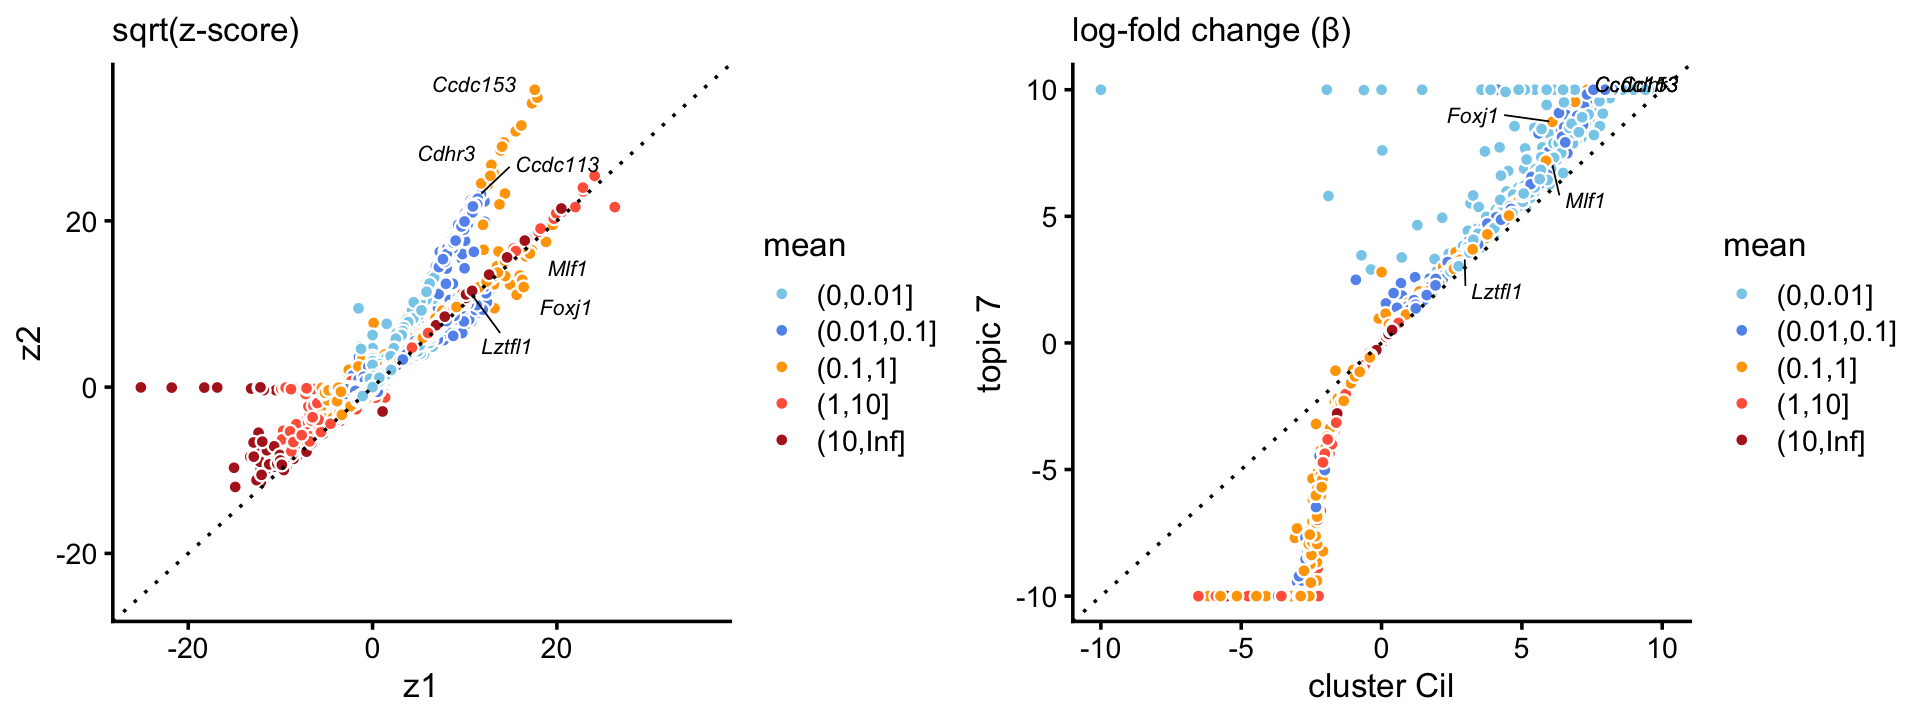 sqrt(z-score)
Ccdc153
Cdhr3
Ccdc113
Mlf1
Foxj1
Lztfl1
20
0
-20
z2
-20
0
20
z1
mean
(0,0.01]
(0.01,0.1]
(0.1,1]
(1,10]
(10,Inf]
log-fold change (β)
Foxj1
Mlf1
Lztfl1
10
5
0
-5
-10
topic 7
-10
-5
0
5
10
cluster Cil
mean
(0,0.01]
(0.01,0.1]
(0.1,1]
(1,10]
(10,Inf]